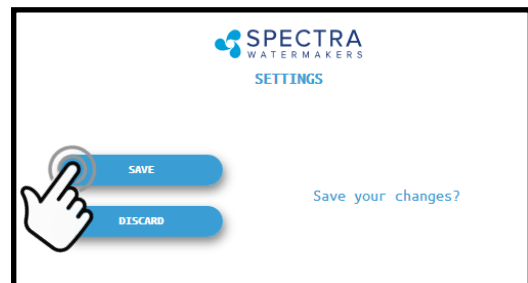 SPECTRA
WATERMAKERS
SETTINGS
SAVE
Save your changes?
DISCARD